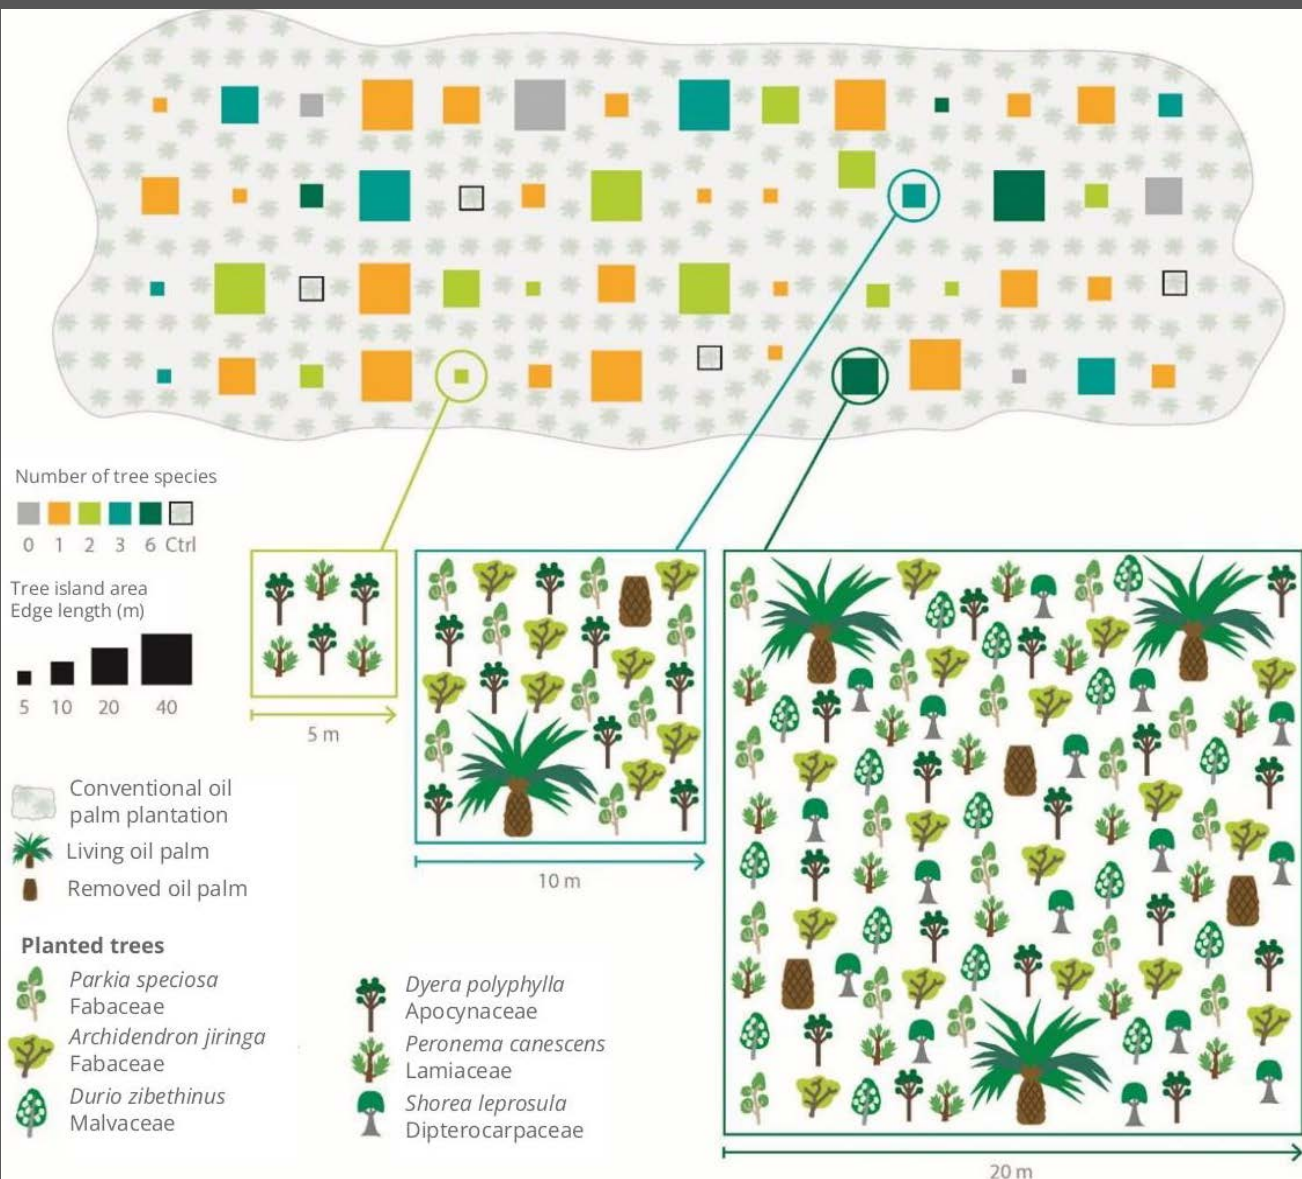 Number of tree species
0 1 2 3 6 Ctrl
Tree island area
Edge length (m)
5 10 20 40
5 m
10 m
20 m
Conventional oil
palm plantation
Living oil palm
Removed oil palm
Planted trees
Parkia speciosa
Fabaceae
Archidendron jiringa
Fabaceae
Durio zibethinus
Malvaceae
Dyera polyphylla
Apocynaceae
Peronema canescens
Lamiaceae
Shorea leprosula
Dipterocarpaceae